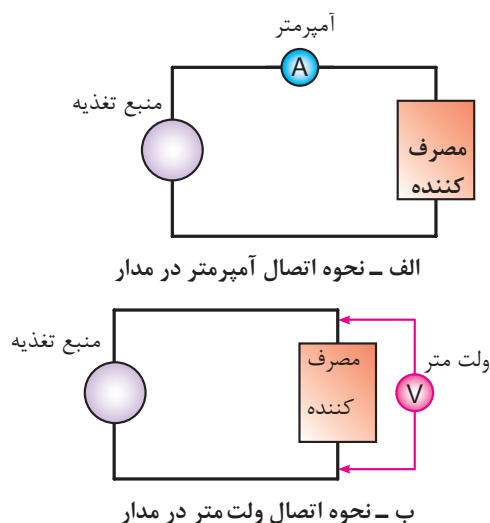 آمپرمتر
A
منبع تغذیه
مصرف
کننده
الف ـ نحوه اتصال آمپرمتر در مدار
منبع تغذیه
مصرف
کننده
ولت متر
V
ب ـ نحوه اتصال ولت‌متر در مدار